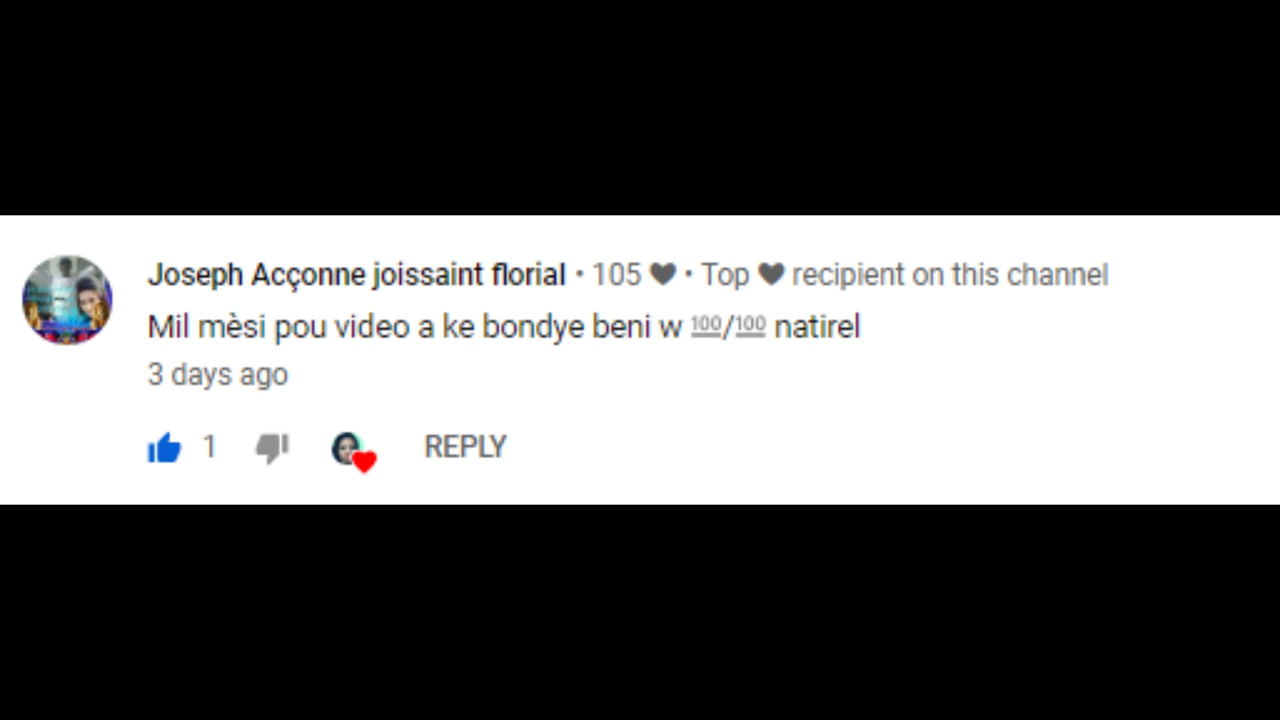 Joseph Acçonne joissaint florial • 105 🖤 • Top 🖤 recipient on this channel
Mil mèsi pou video a ke bondye beni w 💯/💯 natirel
3 days ago
1 REPLY